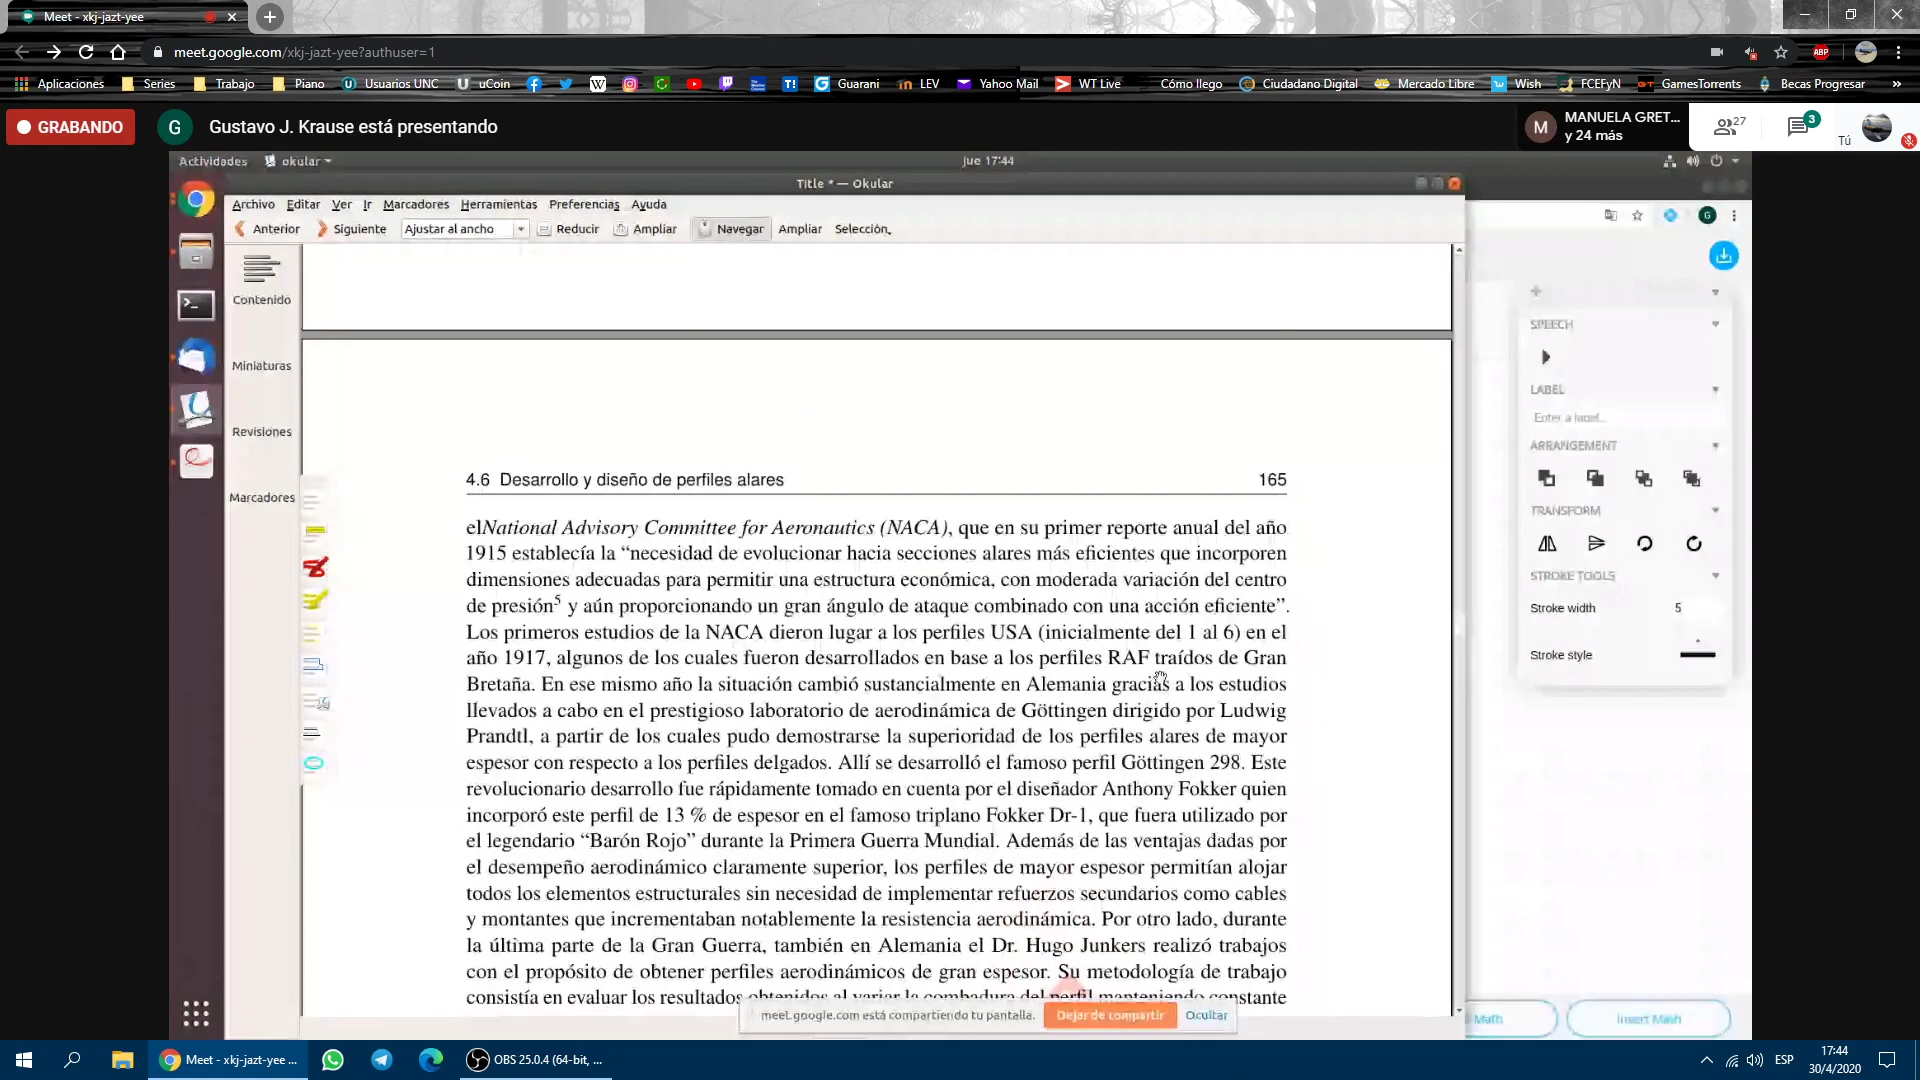 Meet - xkj-jazt-yee
meet.google.com/xkj-jazt-yee?authuser=1
ABP
Aplicaciones Series Trabajo Piano Usuarios UNC uCoin Guarani LEV Yahoo Mail WT Live Cómo llego Ciudadano Digital Mercado Libre Wish FCEFyN GamesTorrents Becas Progresar »
GRABANDO G Gustavo J. Krause está presentando
M MANUELA GRET...
y 24 más
27 3
Tú
Actividades okular jue 17:44
Title * — Okular
Archivo Editar Ver Ir Marcadores Herramientas Preferencias Ayuda
Anterior Siguiente Ajustar al ancho Reducir Ampliar Navegar Ampliar Selección
Contenido
Miniaturas
Revisiones
Marcadores
4.6 Desarrollo y diseño de perfiles alares 165
elNational Advisory Committee for Aeronautics (NACA), que en su primer reporte anual del año
1915 establecía la “necesidad de evolucionar hacia secciones alares más eficientes que incorporen
dimensiones adecuadas para permitir una estructura económica, con moderada variación del centro
de presión5 y aún proporcionando un gran ángulo de ataque combinado con una acción eficiente”.
Los primeros estudios de la NACA dieron lugar a los perfiles USA (inicialmente del 1 al 6) en el
año 1917, algunos de los cuales fueron desarrollados en base a los perfiles RAF traídos de Gran
Bretaña. En ese mismo año la situación cambió sustancialmente en Alemania gracias a los estudios
llevados a cabo en el prestigioso laboratorio de aerodinámica de Göttingen dirigido por Ludwig
Prandtl, a partir de los cuales pudo demostrarse la superioridad de los perfiles alares de mayor
espesor con respecto a los perfiles delgados. Allí se desarrolló el famoso perfil Göttingen 298. Este
revolucionario desarrollo fue rápidamente tomado en cuenta por el diseñador Anthony Fokker quien
incorporó este perfil de 13 % de espesor en el famoso triplano Fokker Dr-1, que fuera utilizado por
el legendario “Barón Rojo” durante la Primera Guerra Mundial. Además de las ventajas dadas por
el desempeño aerodinámico claramente superior, los perfiles de mayor espesor permitían alojar
todos los elementos estructurales sin necesidad de implementar refuerzos secundarios como cables
y montantes que incrementaban notablemente la resistencia aerodinámica. Por otro lado, durante
la última parte de la Gran Guerra, también en Alemania el Dr. Hugo Junkers realizó trabajos
con el propósito de obtener perfiles aerodinámicos de gran espesor. Su metodología de trabajo
consistía en evaluar los resultados obtenidos al variar la combadura del perfil manteniendo constante
G
SPEECH
LABEL
Enter a label...
ARRANGEMENT
TRANSFORM
STROKE TOOLS
Stroke width 5
Stroke style
Math Insert Math
meet.google.com está compartiendo tu pantalla. Dejar de compartir Ocultar
Meet - xkj-jazt-yee ... OBS 25.0.4 (64-bit, ...
ESP 17:44
30/4/2020